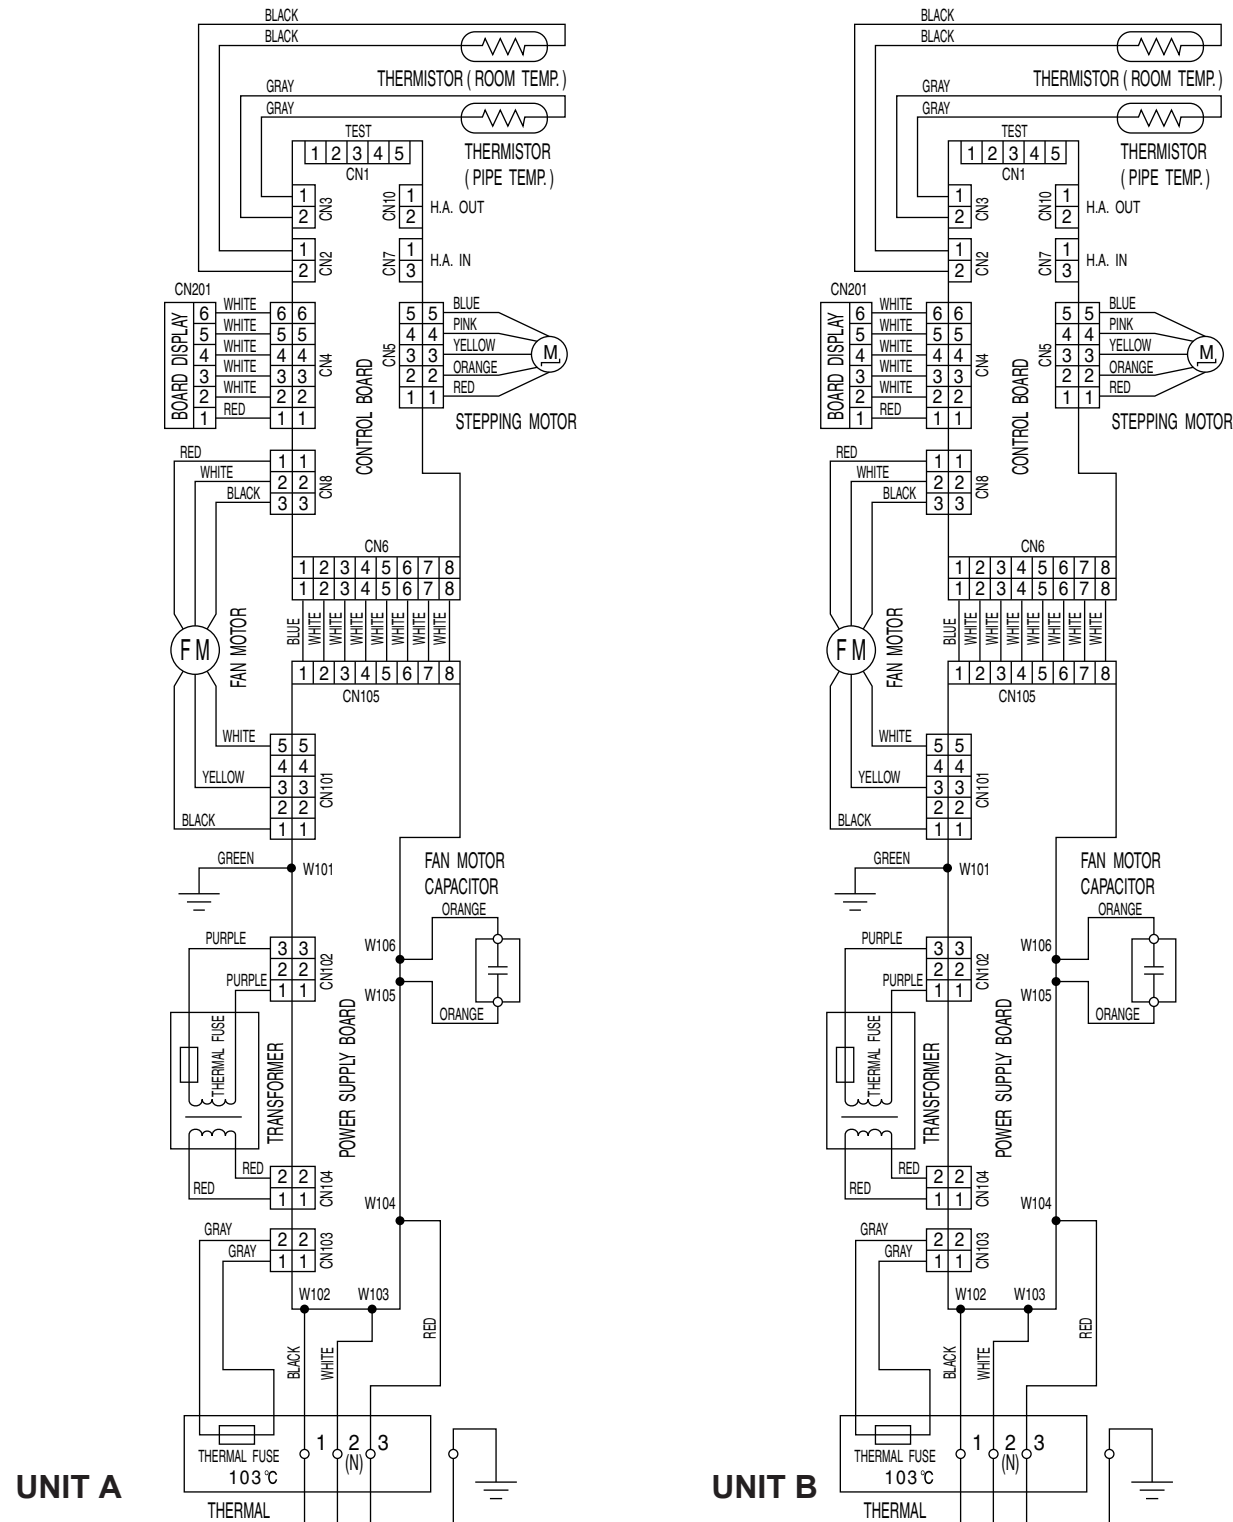 BLACK
BLACK
THERMISTOR ( ROOM TEMP. )
GRAY
GRAY
TEST
1 2 3 4 5
CN1
THERMISTOR
( PIPE TEMP. )
1
2
CN3
1
2
CN10
H.A. OUT
1
2
CN2
1
3
CN7
H.A. IN
CN201
BOARD DISPLAY
6 WHITE 6 6
5 WHITE 5 5
4 WHITE 4 4
3 WHITE 3 3
2 WHITE 2 2
1 RED 1 1
CN4
CONTROL BOARD
CN5
5 5 BLUE
4 4 PINK
3 3 YELLOW
2 2 ORANGE
1 1 RED
M
STEPPING MOTOR
RED 1 1
WHITE 2 2
BLACK 3 3
CN8
CN6
1 2 3 4 5 6 7 8
1 2 3 4 5 6 7 8
BLUE WHITE WHITE WHITE WHITE WHITE WHITE WHITE
1 2 3 4 5 6 7 8
CN105
FM
FAN MOTOR
WHITE 5 5
4 4
YELLOW 3 3
2 2
BLACK 1 1
CN101
GREEN
W101
FAN MOTOR
CAPACITOR
ORANGE
W106
W105
ORANGE
PURPLE 3 3
2 2
PURPLE 1 1
CN102
THERMAL FUSE
TRANSFORMER
POWER SUPPLY BOARD
RED 2 2
RED 1 1
CN104
W104
GRAY 2 2
GRAY 1 1
CN103
W102
W103
BLACK
WHITE
RED
THERMAL FUSE
103℃
1 2 3
(N)
UNIT A
THERMAL
BLACK
BLACK
THERMISTOR ( ROOM TEMP. )
GRAY
GRAY
TEST
1 2 3 4 5
CN1
THERMISTOR
( PIPE TEMP. )
1
2
CN3
1
2
CN10
H.A. OUT
1
2
CN2
1
3
CN7
H.A. IN
CN201
BOARD DISPLAY
6 WHITE 6 6
5 WHITE 5 5
4 WHITE 4 4
3 WHITE 3 3
2 WHITE 2 2
1 RED 1 1
CN4
CONTROL BOARD
CN5
5 5 BLUE
4 4 PINK
3 3 YELLOW
2 2 ORANGE
1 1 RED
M
STEPPING MOTOR
RED 1 1
WHITE 2 2
BLACK 3 3
CN8
CN6
1 2 3 4 5 6 7 8
1 2 3 4 5 6 7 8
BLUE WHITE WHITE WHITE WHITE WHITE WHITE WHITE
1 2 3 4 5 6 7 8
CN105
FM
FAN MOTOR
WHITE 5 5
4 4
YELLOW 3 3
2 2
BLACK 1 1
CN101
GREEN
W101
FAN MOTOR
CAPACITOR
ORANGE
W106
W105
ORANGE
PURPLE 3 3
2 2
PURPLE 1 1
CN102
THERMAL FUSE
TRANSFORMER
POWER SUPPLY BOARD
RED 2 2
RED 1 1
CN104
W104
GRAY 2 2
GRAY 1 1
CN103
W102
W103
BLACK
WHITE
RED
THERMAL FUSE
103℃
1 2 3
(N)
UNIT B
THERMAL